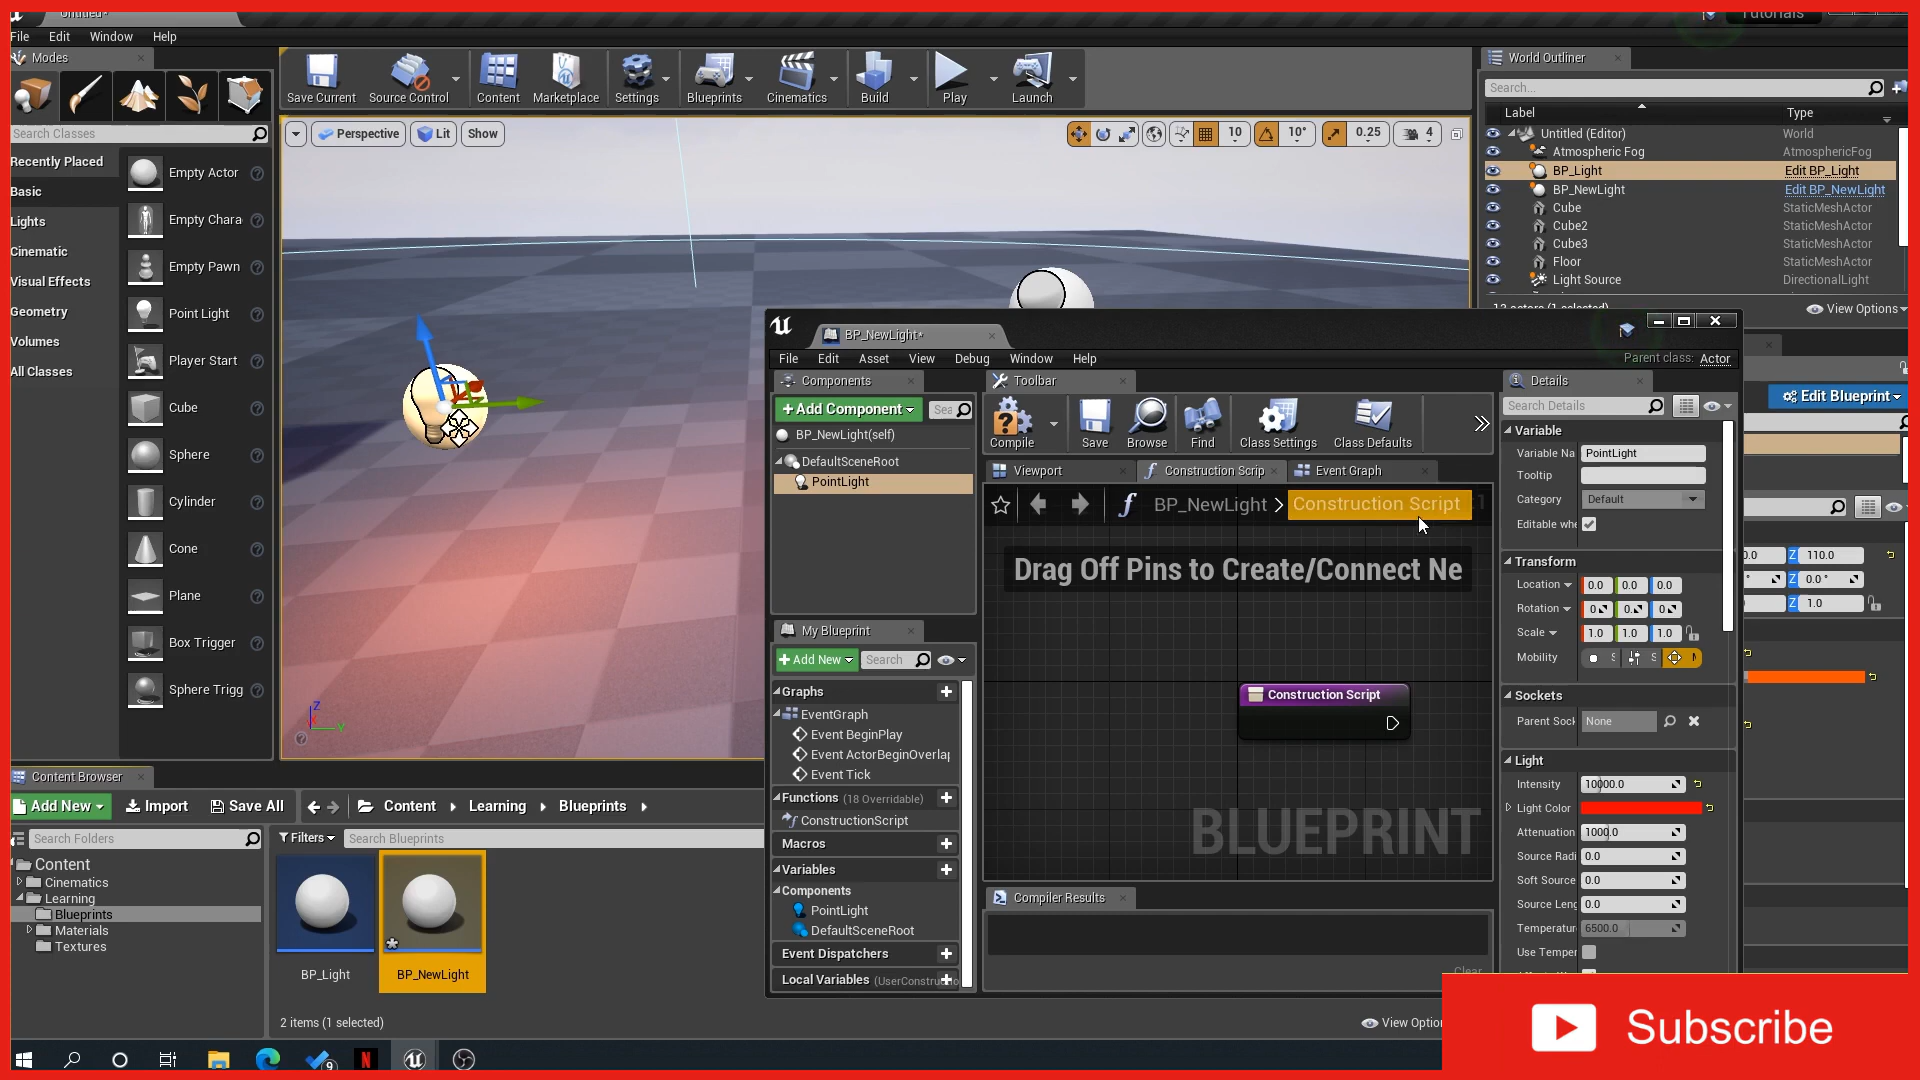 Untitled*
Tutorials
File Edit Window Help
Modes
Search Classes
Recently Placed
Basic
Lights
Cinematic
Visual Effects
Geometry
Volumes
All Classes
Empty Actor
Empty Chara
Empty Pawn
Point Light
Player Start
Cube
Sphere
Cylinder
Cone
Plane
Box Trigger
Sphere Trigg
Save Current Source Control Content Marketplace Settings Blueprints Cinematics Build Play Launch
Perspective Lit Show
10 10° 0.25 4
World Outliner
Search...
Label Type
Untitled (Editor) World
Atmospheric Fog AtmosphericFog
BP_Light Edit BP_Light
BP_NewLight Edit BP_NewLight
Cube StaticMeshActor
Cube2 StaticMeshActor
Cube3 StaticMeshActor
Floor StaticMeshActor
Light Source DirectionalLight
View Options
Edit Blueprint
Z 110.0
Z 0.0 °
Z 1.0
BP_NewLight*
File Edit Asset View Debug Window Help
Parent class: Actor
Components
+Add Component
Sea
BP_NewLight(self)
DefaultSceneRoot
PointLight
My Blueprint
+Add New
Search
Graphs
EventGraph
Event BeginPlay
Event ActorBeginOverlap
Event Tick
Functions (18 Overridable)
ConstructionScript
Macros
Variables
Components
PointLight
DefaultSceneRoot
Event Dispatchers
Local Variables (UserConstructio
Toolbar
Compile Save Browse Find Class Settings Class Defaults
Viewport Construction Scrip Event Graph
BP_NewLight > Construction Script
Drag Off Pins to Create/Connect Ne
Construction Script
BLUEPRINT
Compiler Results
Clear
Details
Search Details
Variable
Variable Na PointLight
Tooltip
Category Default
Editable whe
Transform
Location 0.0 0.0 0.0
Rotation
Scale 1.0 1.0 1.0
Mobility
Sockets
Parent Sock None
Light
Intensity 10000.0
Light Color
Attenuation 1000.0
Source Radi 0.0
Soft Source 0.0
Source Leng 0.0
Temperatur 6500.0
Use Temper
Content Browser
Add New Import Save All Content Learning Blueprints
Search Folders
Filters
Search Blueprints
Content
Cinematics
Learning
Blueprints
Materials
Textures
BP_Light
BP_NewLight
2 items (1 selected)
View Optio
Subscribe